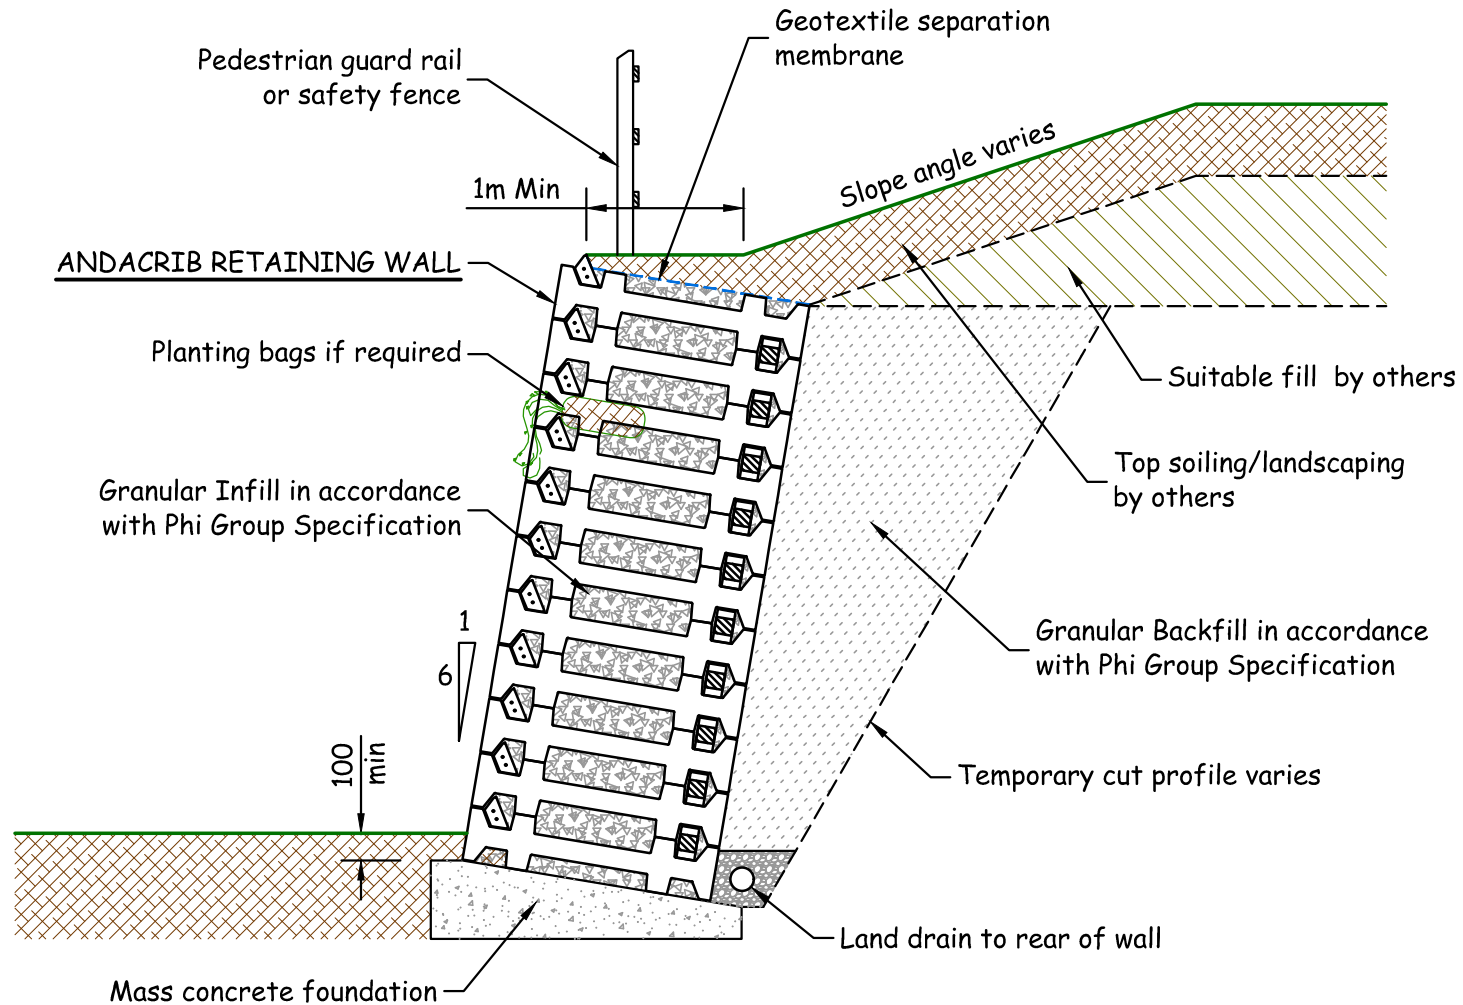 Geotextile separation
membrane
Pedestrian guard rail
or safety fence
Slope angle varies
1m Min
ANDACRIB RETAINING WALL
Planting bags if required
Suitable fill by others
Top soiling/landscaping
by others
Granular Infill in accordance
with Phi Group Specification
1
6
Granular Backfill in accordance
with Phi Group Specification
100
min
Temporary cut profile varies
Land drain to rear of wall
Mass concrete foundation